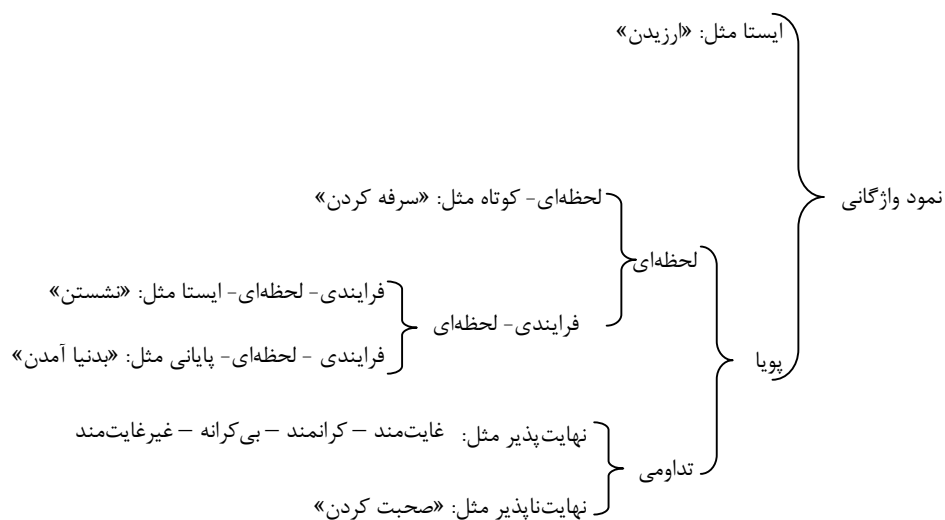 ایستا مثل: «ارزیدن»
نمود واژگانی
لحظه‌ای- کوتاه مثل: «سرفه کردن»
لحظه‌ای
فرایندی- لحظه‌ای- ایستا مثل: «نشستن»
فرایندی- لحظه‌ای
فرایندی - لحظه‌ای- پایانی مثل: «بدنیا آمدن»
پویا
نهایت‌پذیر مثل: غایت‌مند – کرانمند – بی‌کرانه – غیرغایت‌مند
تداومی
نهایت‌ناپذیر مثل: «صحبت کردن»